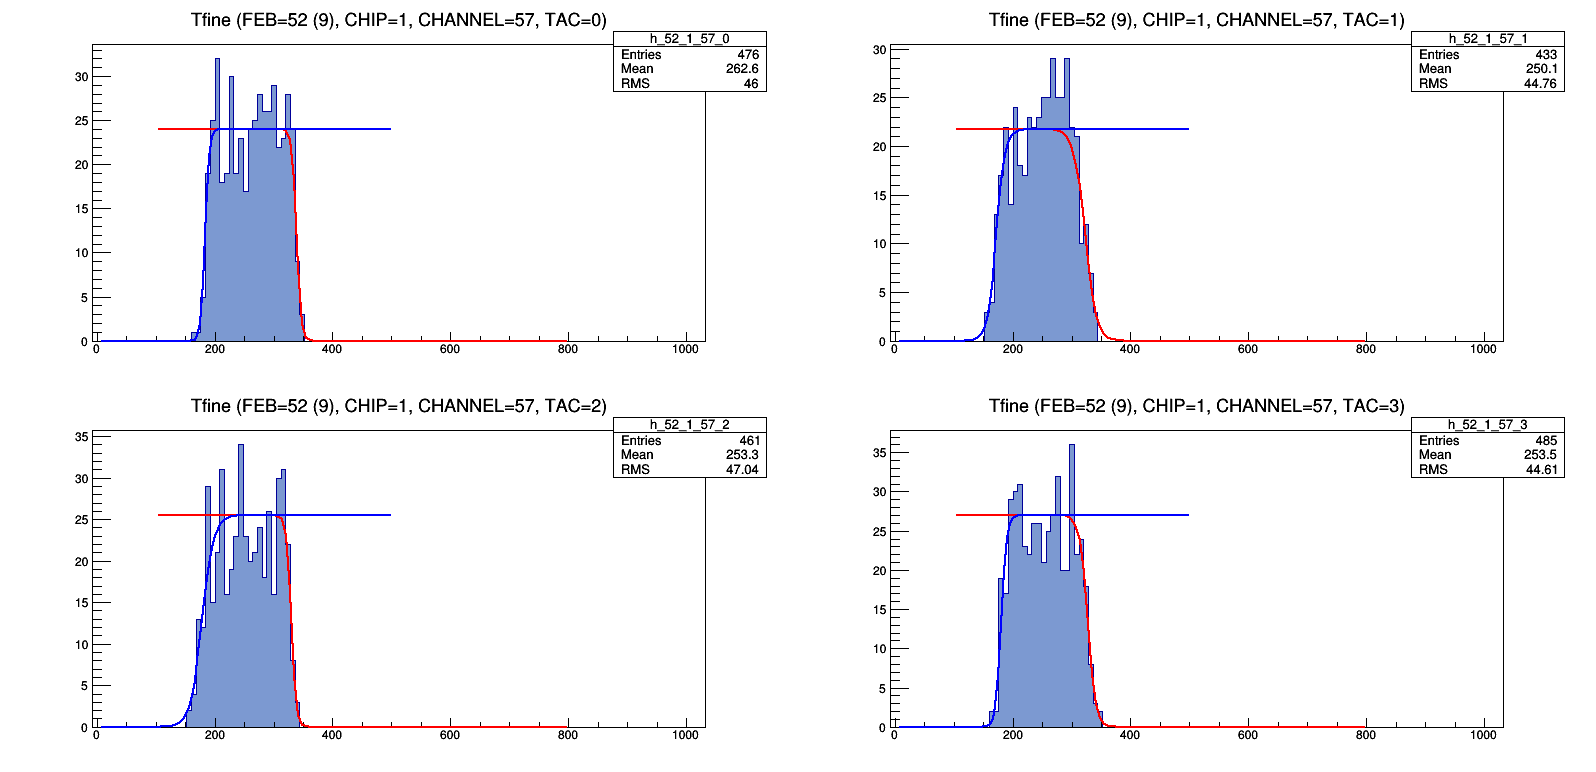 Tfine (FEB=52 (9), CHIP=1, CHANNEL=57, TAC=0)
h_52_1_57_0
Entries 476
Mean 262.6
RMS 46
30
25
20
15
10
5
0
0 200 400 600 800 1000
Tfine (FEB=52 (9), CHIP=1, CHANNEL=57, TAC=1)
h_52_1_57_1
Entries 433
Mean 250.1
RMS 44.76
30
25
20
15
10
5
0
0 200 400 600 800 1000
Tfine (FEB=52 (9), CHIP=1, CHANNEL=57, TAC=2)
h_52_1_57_2
Entries 461
Mean 253.3
RMS 47.04
35
30
25
20
15
10
5
0
0 200 400 600 800 1000
Tfine (FEB=52 (9), CHIP=1, CHANNEL=57, TAC=3)
h_52_1_57_3
Entries 485
Mean 253.5
RMS 44.61
35
30
25
20
15
10
5
0
0 200 400 600 800 1000